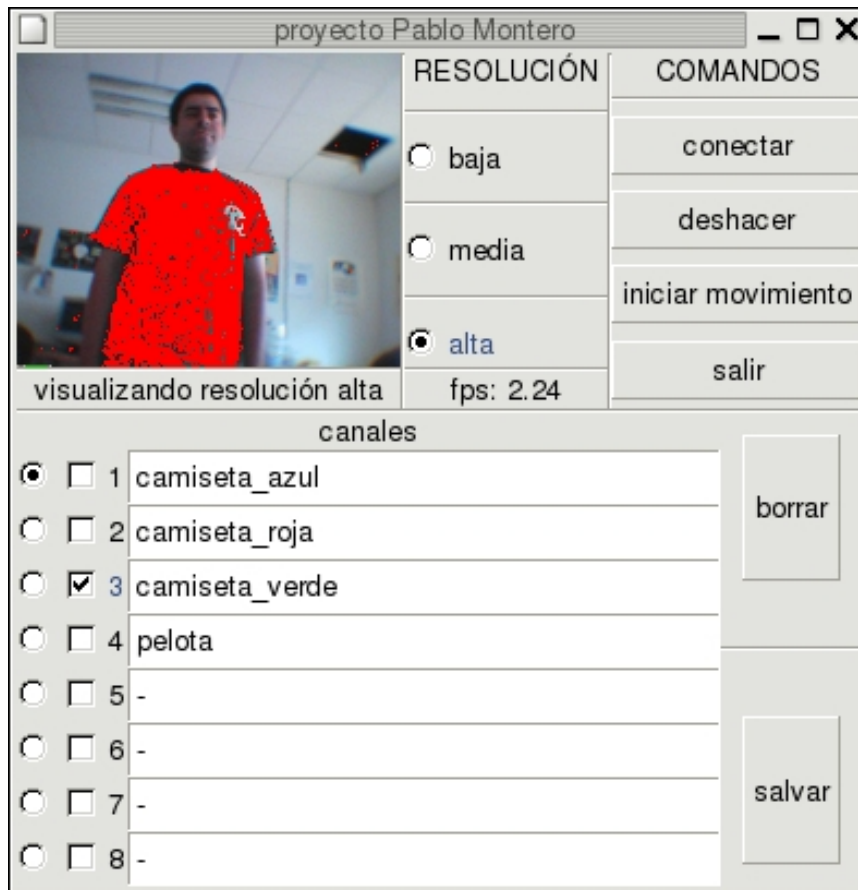 proyecto Pablo Montero
RESOLUCIÓN
baja
media
alta
fps: 2.24
COMANDOS
conectar
deshacer
iniciar movimiento
salir
visualizando resolución alta
canales
1 camiseta_azul
2 camiseta_roja
3 camiseta_verde
4 pelota
5 -
6 -
7 -
8 -
borrar
salvar